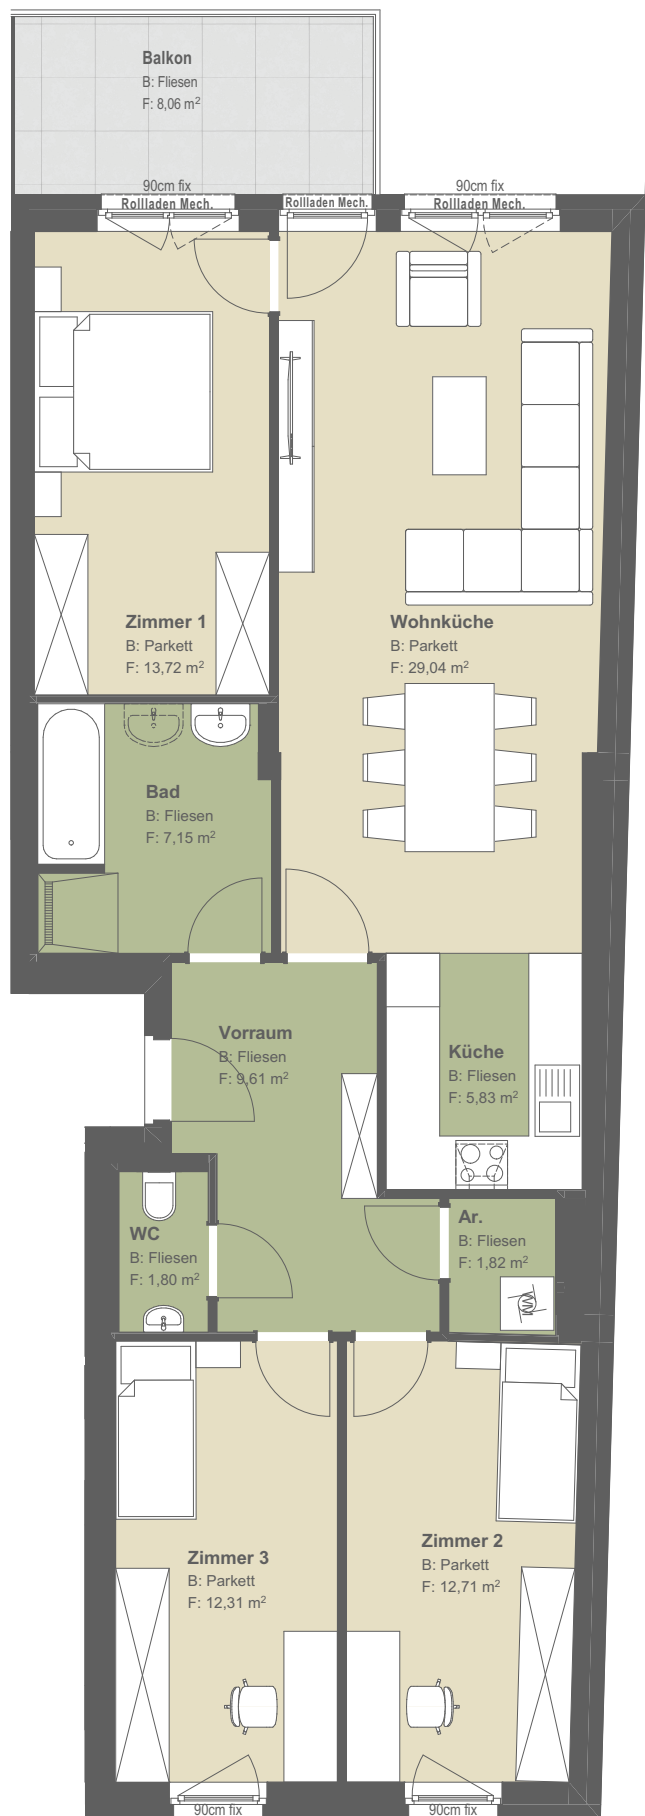 Balkon
B: Fliesen
F: 8,06 m²
90cm fix
90cm fix
Rollladen Mech.
Rollladen Mech.
Rollladen Mech.
Zimmer 1
B: Parkett
F: 13,72 m²
Wohnküche
B: Parkett
F: 29,04 m²
Bad
B: Fliesen
F: 7,15 m²
Vorraum
B: Fliesen
F: 9,61 m²
Küche
B: Fliesen
F: 5,83 m²
WC
B: Fliesen
F: 1,80 m²
Ar.
B: Fliesen
F: 1,82 m²
WM
Zimmer 3
B: Parkett
F: 12,31 m²
Zimmer 2
B: Parkett
F: 12,71 m²
90cm fix
90cm fix